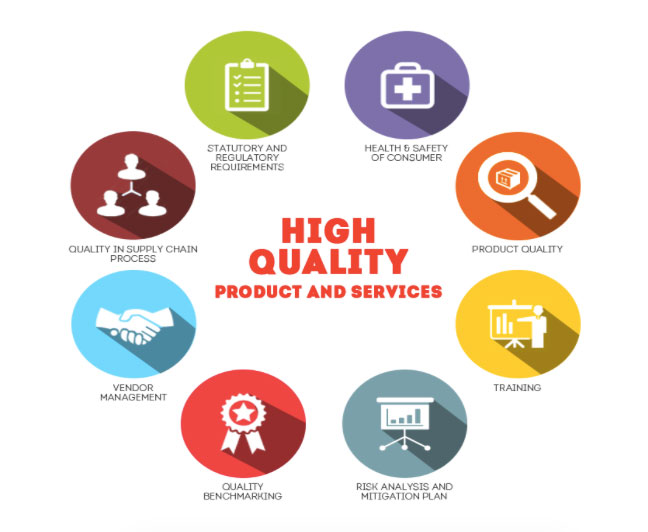 STATUTORY AND
REGULATORY
REQUIREMENTS
HEALTH & SAFETY
OF CONSUMER
QUALITY IN SUPPLY CHAIN
PROCESS
PRODUCT QUALITY
HIGH
QUALITY
PRODUCT AND SERVICES
VENDOR
MANAGEMENT
TRAINING
QUALITY
BENCHMARKING
RISK ANALYSIS AND
MITIGATION PLAN